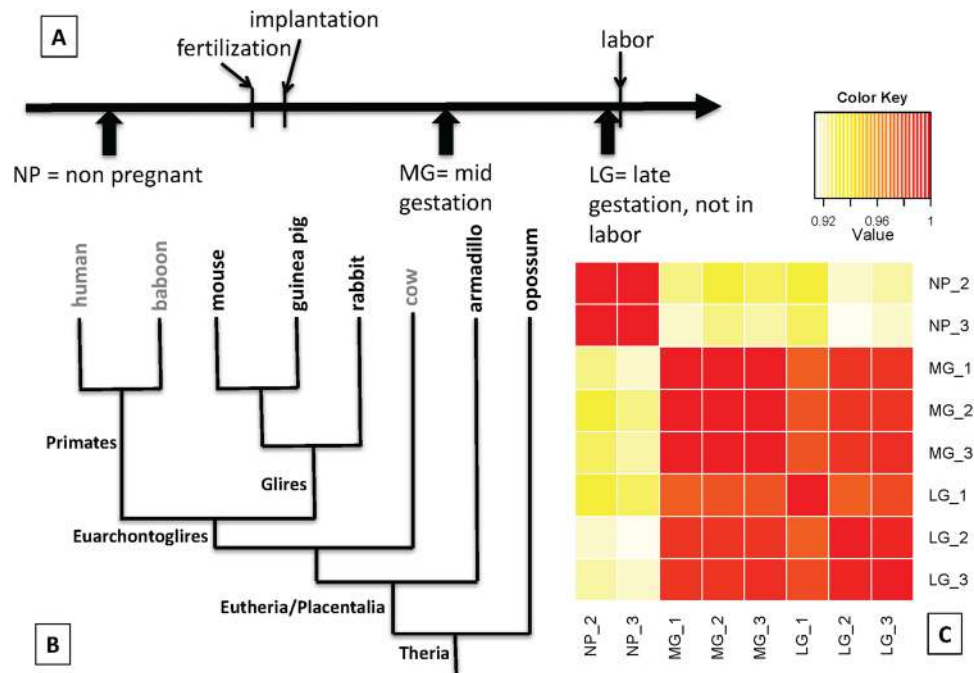 A
fertilization
implantation
labor
NP = non pregnant
MG= mid
gestation
LG= late
gestation, not in
labor
Color Key
0.92
0.96
1
Value
human
baboon
mouse
guinea pig
rabbit
cow
armadillo
opossum
Primates
Glires
Euarchontoglires
Eutheria/Placentalia
Theria
B
NP_2
NP_3
MG_1
MG_2
MG_3
LG_1
LG_2
LG_3
NP_2
NP_3
MG_1
MG_2
MG_3
LG_1
LG_2
LG_3
C